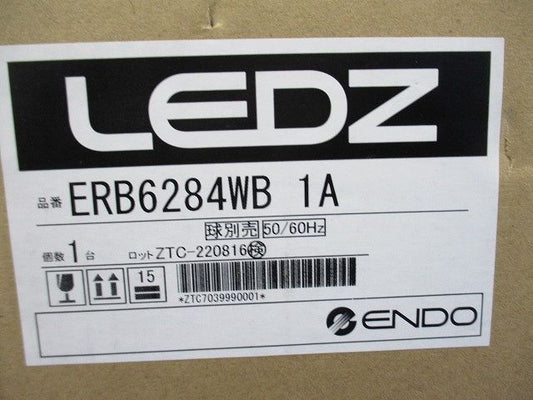 LEDZ
品番 ERB6284WB 1A
球別売 50/60Hz
個数 1 台 ロット ZTC-220816 検
15
*ZTC7039990001*
ENDO